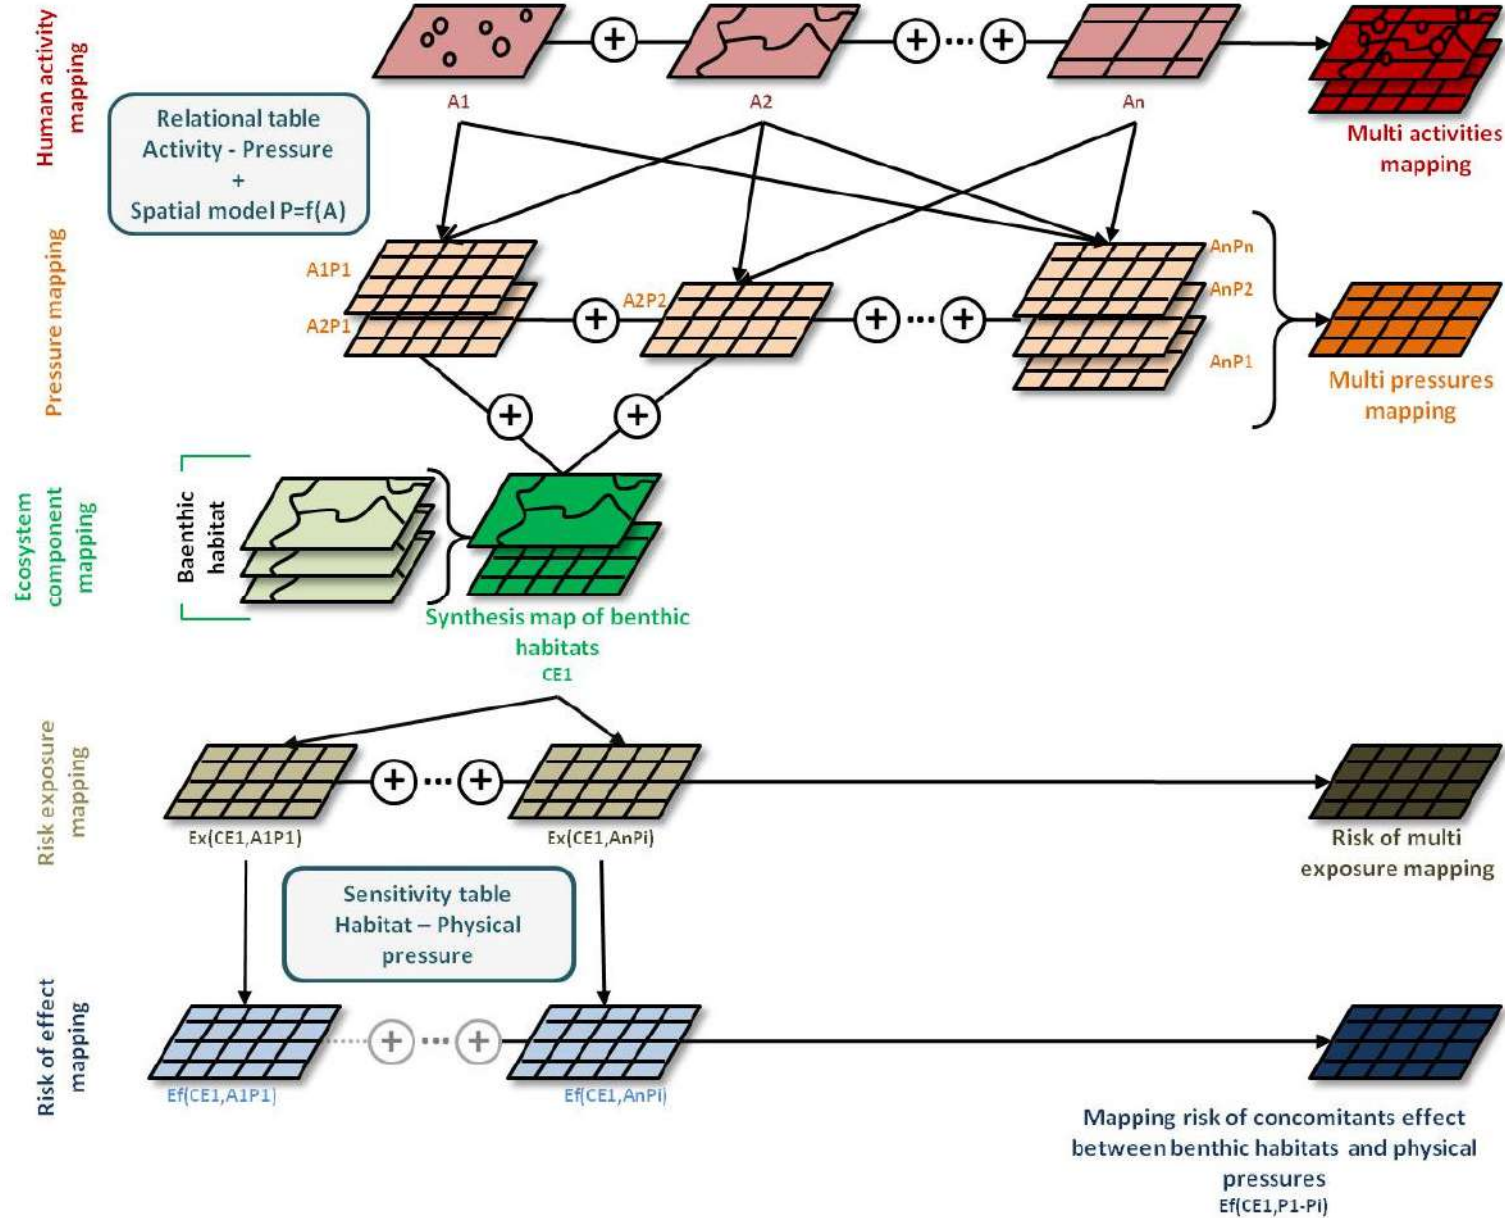 Human activity
mapping
A1
A2
An
Multi activities
mapping
Relational table
Activity - Pressure
+
Spatial model P=f(A)
Pressure mapping
A1P1
A2P1
A2P2
AnPn
AnP2
AnP1
Multi pressures
mapping
Ecosystem
component
mapping
Baenthic
habitat
Synthesis map of benthic
habitats
CE1
Risk exposure
mapping
Ex(CE1,A1P1)
Ex(CE1,AnPi)
Risk of multi
exposure mapping
Sensitivity table
Habitat – Physical
pressure
Risk of effect
mapping
Ef(CE1,A1P1)
Ef(CE1,AnPi)
Mapping risk of concomitants effect
between benthic habitats and physical
pressures
Ef(CE1,P1-Pi)